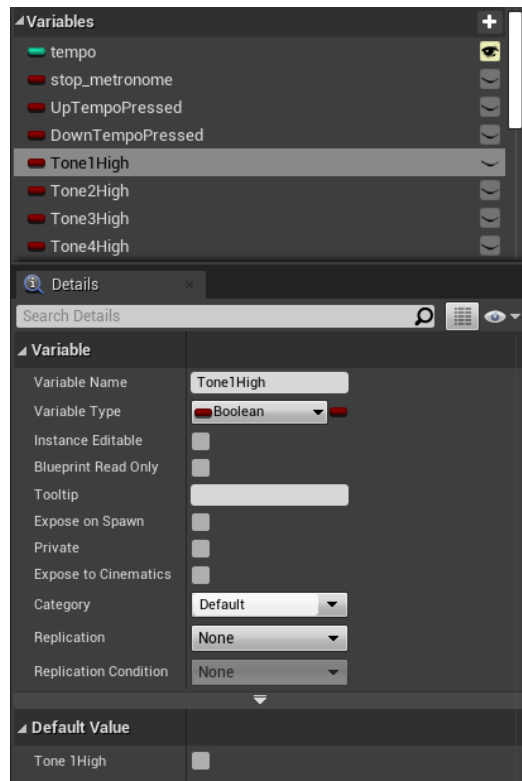 Variables
tempo
stop_metronome
UpTempoPressed
DownTempoPressed
Tone1High
Tone2High
Tone3High
Tone4High
Details
Search Details
Variable
Variable Name Tone1High
Variable Type Boolean
Instance Editable
Blueprint Read Only
Tooltip
Expose on Spawn
Private
Expose to Cinematics
Category Default
Replication None
Replication Condition None
Default Value
Tone 1High